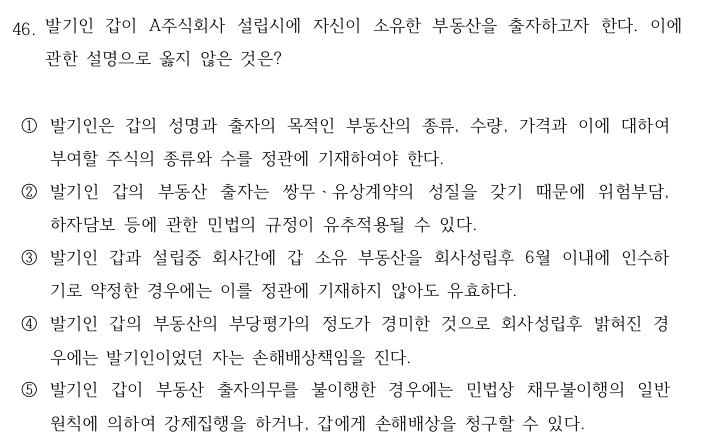 46. 발기인 갑이 A주식회사 설립시에 자신이 소유한 부동산을 출자하고자 한다. 이에
관한 설명으로 옳지 않은 것은?
① 발기인은 갑의 성명과 출자의 목적인 부동산의 종류, 수량, 가격과 이에 대하여
부여할 주식의 종류와 수를 정관에 기재하여야 한다.
② 발기인 갑의 부동산 출자는 쌍무、유상계약의 성질을 갖기 때문에 위험부담,
하자담보 등에 관한 민법의 규정이 유추적용될 수 있다.
③ 발기인 갑과 설립중 회사간에 갑 소유 부동산을 회사성립후 6월 이내에 인수하
기로 약정한 경우에는 이를 정관에 기재하지 않아도 유효하다.
④ 발기인 갑의 부동산의 부당평가의 정도가 경미한 것으로 회사성립후 밝혀진 경
우에는 발기인이었던 자는 손해배상책임을 진다.
⑤ 발기인 갑이 부동산 출자의무를 불이행한 경우에는 민법상 채무불이행의 일반
원칙에 의하여 강제집행을 하거나, 갑에게 손해배상을 청구할 수 있다.